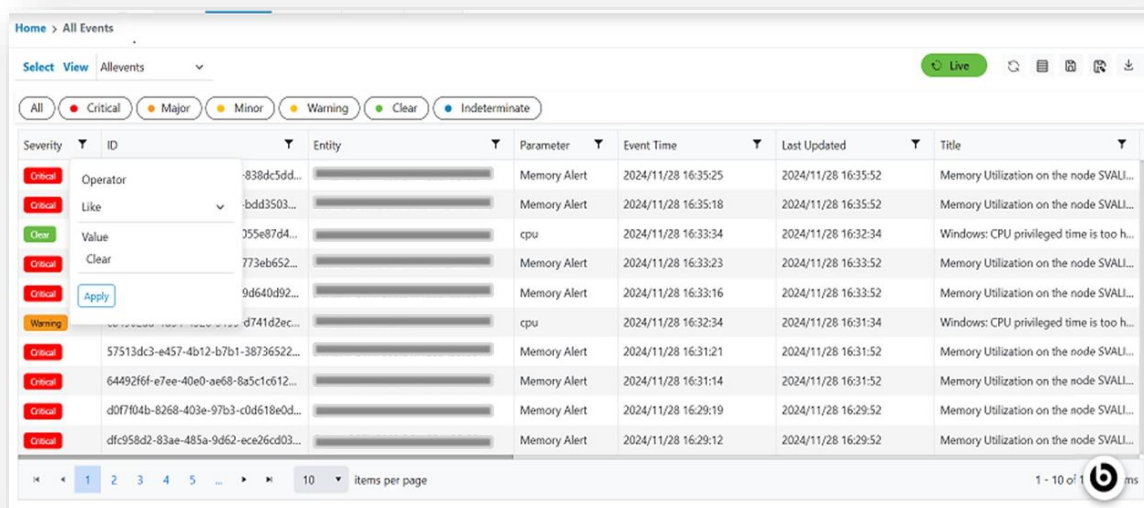 Home > All Events
Select View Allevents
Live
All Critical Major Minor Warning Clear Indeterminate
Severity ID Entity Parameter Event Time Last Updated Title
Critical -838dc5dd... Memory Alert 2024/11/28 16:35:25 2024/11/28 16:35:52 Memory Utilization on the node SVALI...
Operator
Critical -bdd3503... Memory Alert 2024/11/28 16:35:18 2024/11/28 16:35:52 Memory Utilization on the node SVALI...
Like
Clear 055e87d4... cpu 2024/11/28 16:33:34 2024/11/28 16:32:34 Windows: CPU privileged time is too h...
Value
Critical 773eb652... Memory Alert 2024/11/28 16:33:23 2024/11/28 16:33:52 Memory Utilization on the node SVALI...
Clear
Critical 9d640d92... Memory Alert 2024/11/28 16:33:16 2024/11/28 16:33:52 Memory Utilization on the node SVALI...
Apply
Warning d741d2ec... cpu 2024/11/28 16:32:34 2024/11/28 16:31:34 Windows: CPU privileged time is too h...
Critical 57513dc3-e457-4b12-b7b1-38736522... Memory Alert 2024/11/28 16:31:21 2024/11/28 16:31:52 Memory Utilization on the node SVALI...
Critical 64492f6f-e7ee-40e0-ae68-8a5c1c612... Memory Alert 2024/11/28 16:31:14 2024/11/28 16:31:52 Memory Utilization on the node SVALI...
Critical d0f7f04b-8268-403e-97b3-c0d618e0d... Memory Alert 2024/11/28 16:29:19 2024/11/28 16:29:52 Memory Utilization on the node SVALI...
Critical dfc958d2-83ae-485a-9d62-ece26cd03... Memory Alert 2024/11/28 16:29:12 2024/11/28 16:29:52 Memory Utilization on the node SVALI...
1 2 3 4 5 ... 10 items per page 1 - 10 of